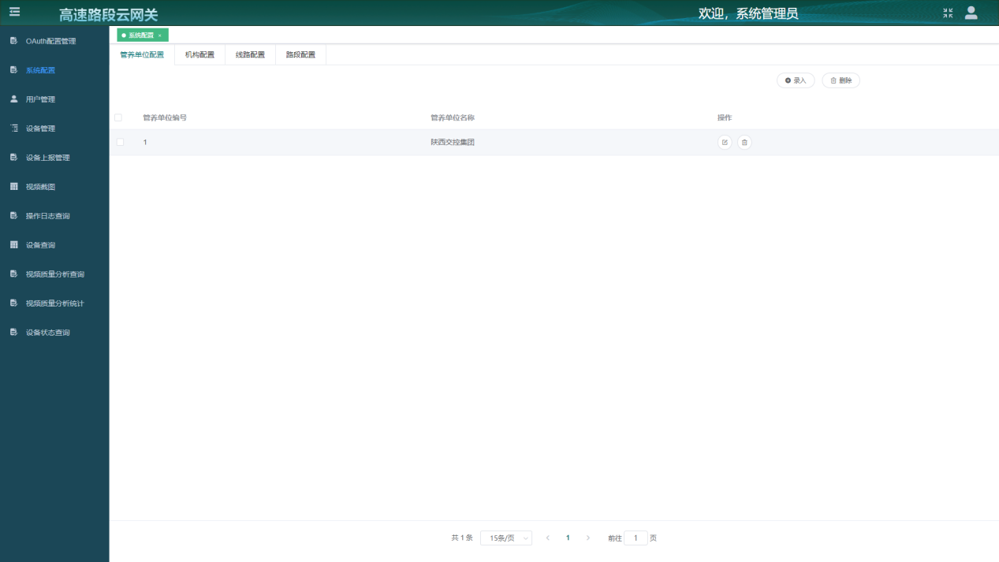 高速路段云网关
欢迎，系统管理员
OAuth配置管理
系统配置
用户管理
设备管理
设备上报管理
视频截图
操作日志查询
设备查询
视频质量分析查询
视频质量分析统计
设备状态查询
系统配置 ×
管养单位配置 机构配置 线路配置 路段配置
录入 删除
管养单位编号 管养单位名称 操作
1 陕西交控集团
共 1 条 15条/页 < 1 > 前往 1 页